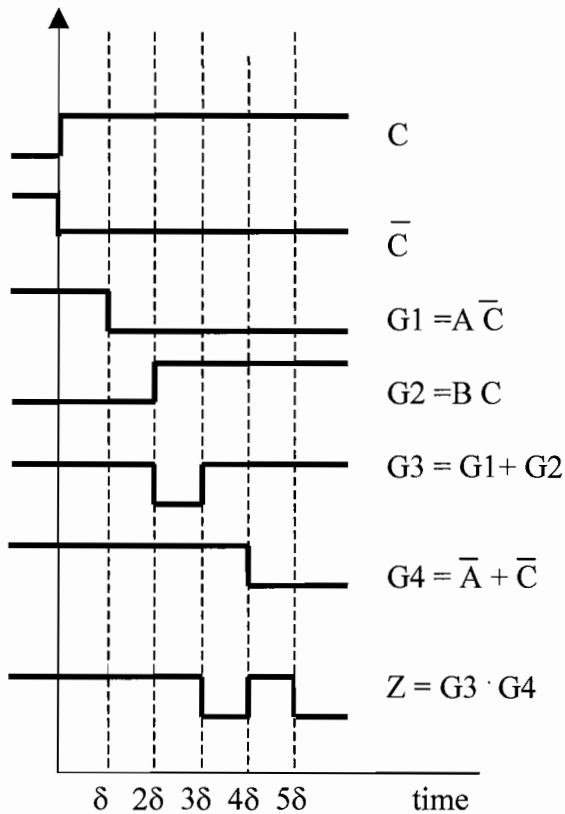 C
C̅
G1 =A C̅
G2 =B C
G3 = G1+ G2
G4 = A̅ + C̅
Z = G3 · G4
δ 2δ 3δ 4δ 5δ time